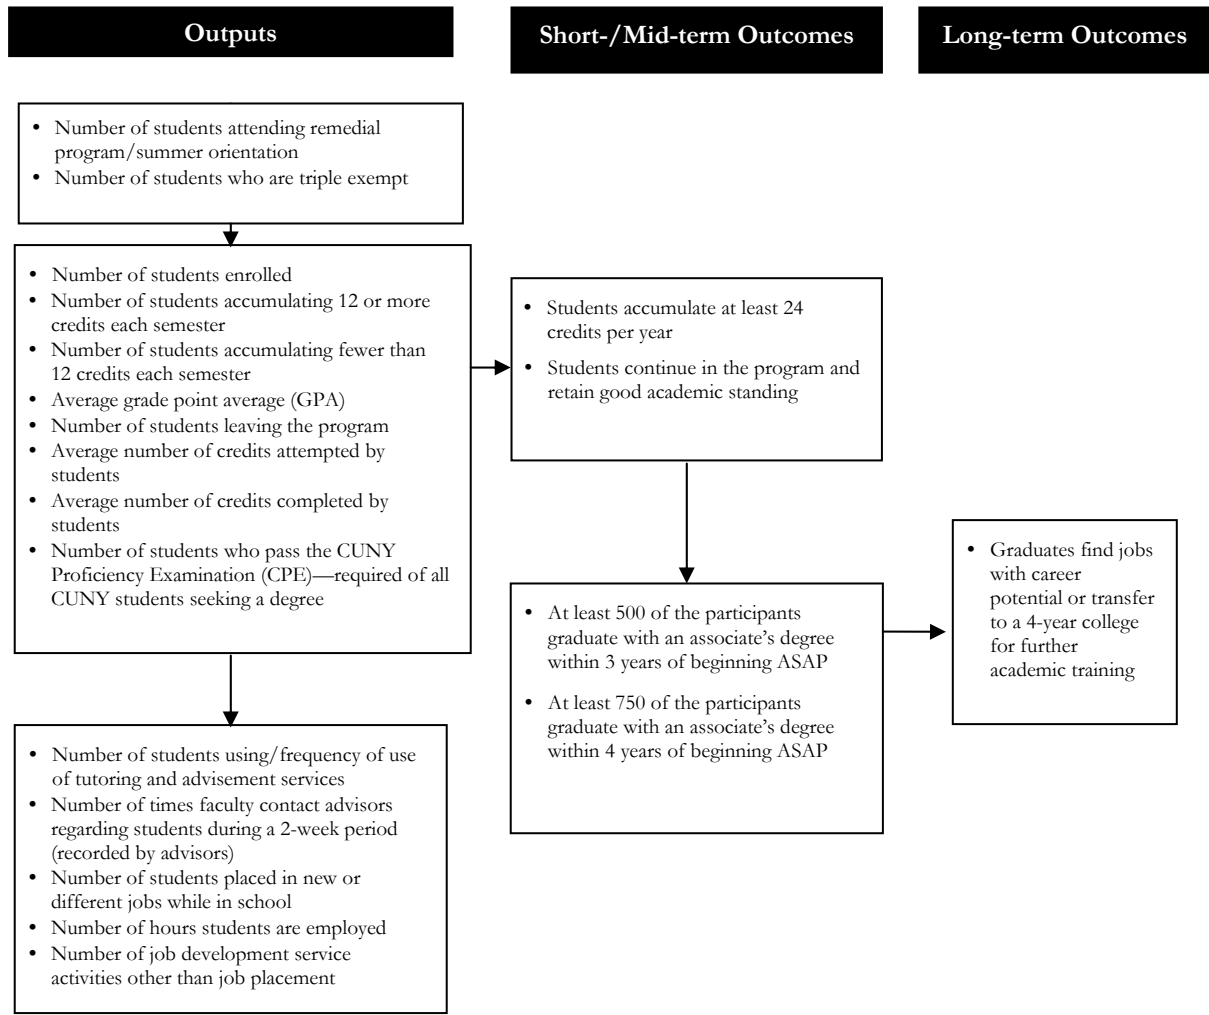 Outputs
Short-/Mid-term Outcomes
Long-term Outcomes
• Number of students attending remedial
program/summer orientation
• Number of students who are triple exempt
• Number of students enrolled
• Number of students accumulating 12 or more
credits each semester
• Number of students accumulating fewer than
12 credits each semester
• Average grade point average (GPA)
• Number of students leaving the program
• Average number of credits attempted by
students
• Average number of credits completed by
students
• Number of students who pass the CUNY
Proficiency Examination (CPE)—required of all
CUNY students seeking a degree
• Number of students using/frequency of use
of tutoring and advisement services
• Number of times faculty contact advisors
regarding students during a 2-week period
(recorded by advisors)
• Number of students placed in new or
different jobs while in school
• Number of hours students are employed
• Number of job development service
activities other than job placement
• Students accumulate at least 24
credits per year
• Students continue in the program and
retain good academic standing
• At least 500 of the participants
graduate with an associate's degree
within 3 years of beginning ASAP
• At least 750 of the participants
graduate with an associate's degree
within 4 years of beginning ASAP
• Graduates find jobs
with career
potential or transfer
to a 4-year college
for further
academic training